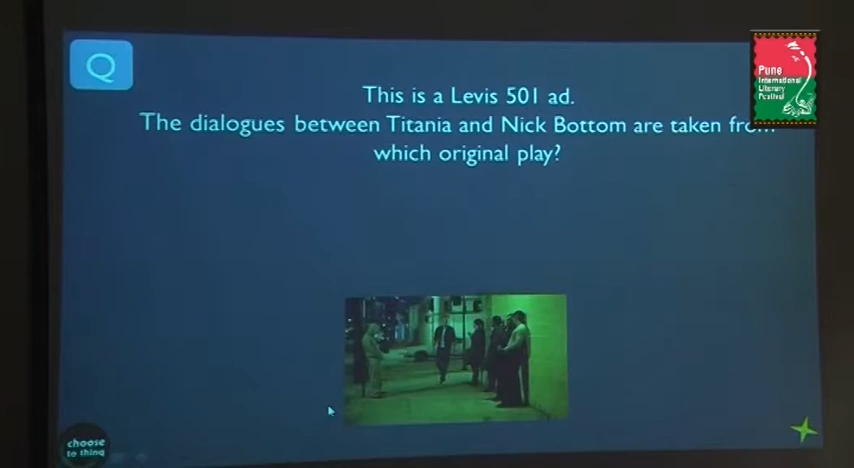 Q
This is a Levis 501 ad.
The dialogues between Titania and Nick Bottom are taken from
which original play?
Pune
International
Literary
Festival
choose
to thinq